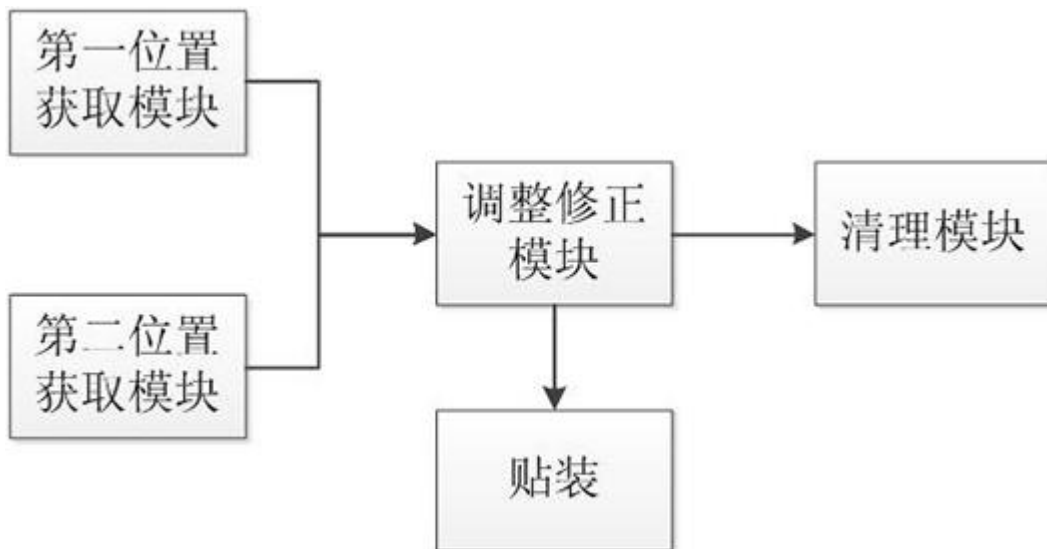 第一位置
获取模块
第二位置
获取模块
调整修正
模块
清理模块
贴装